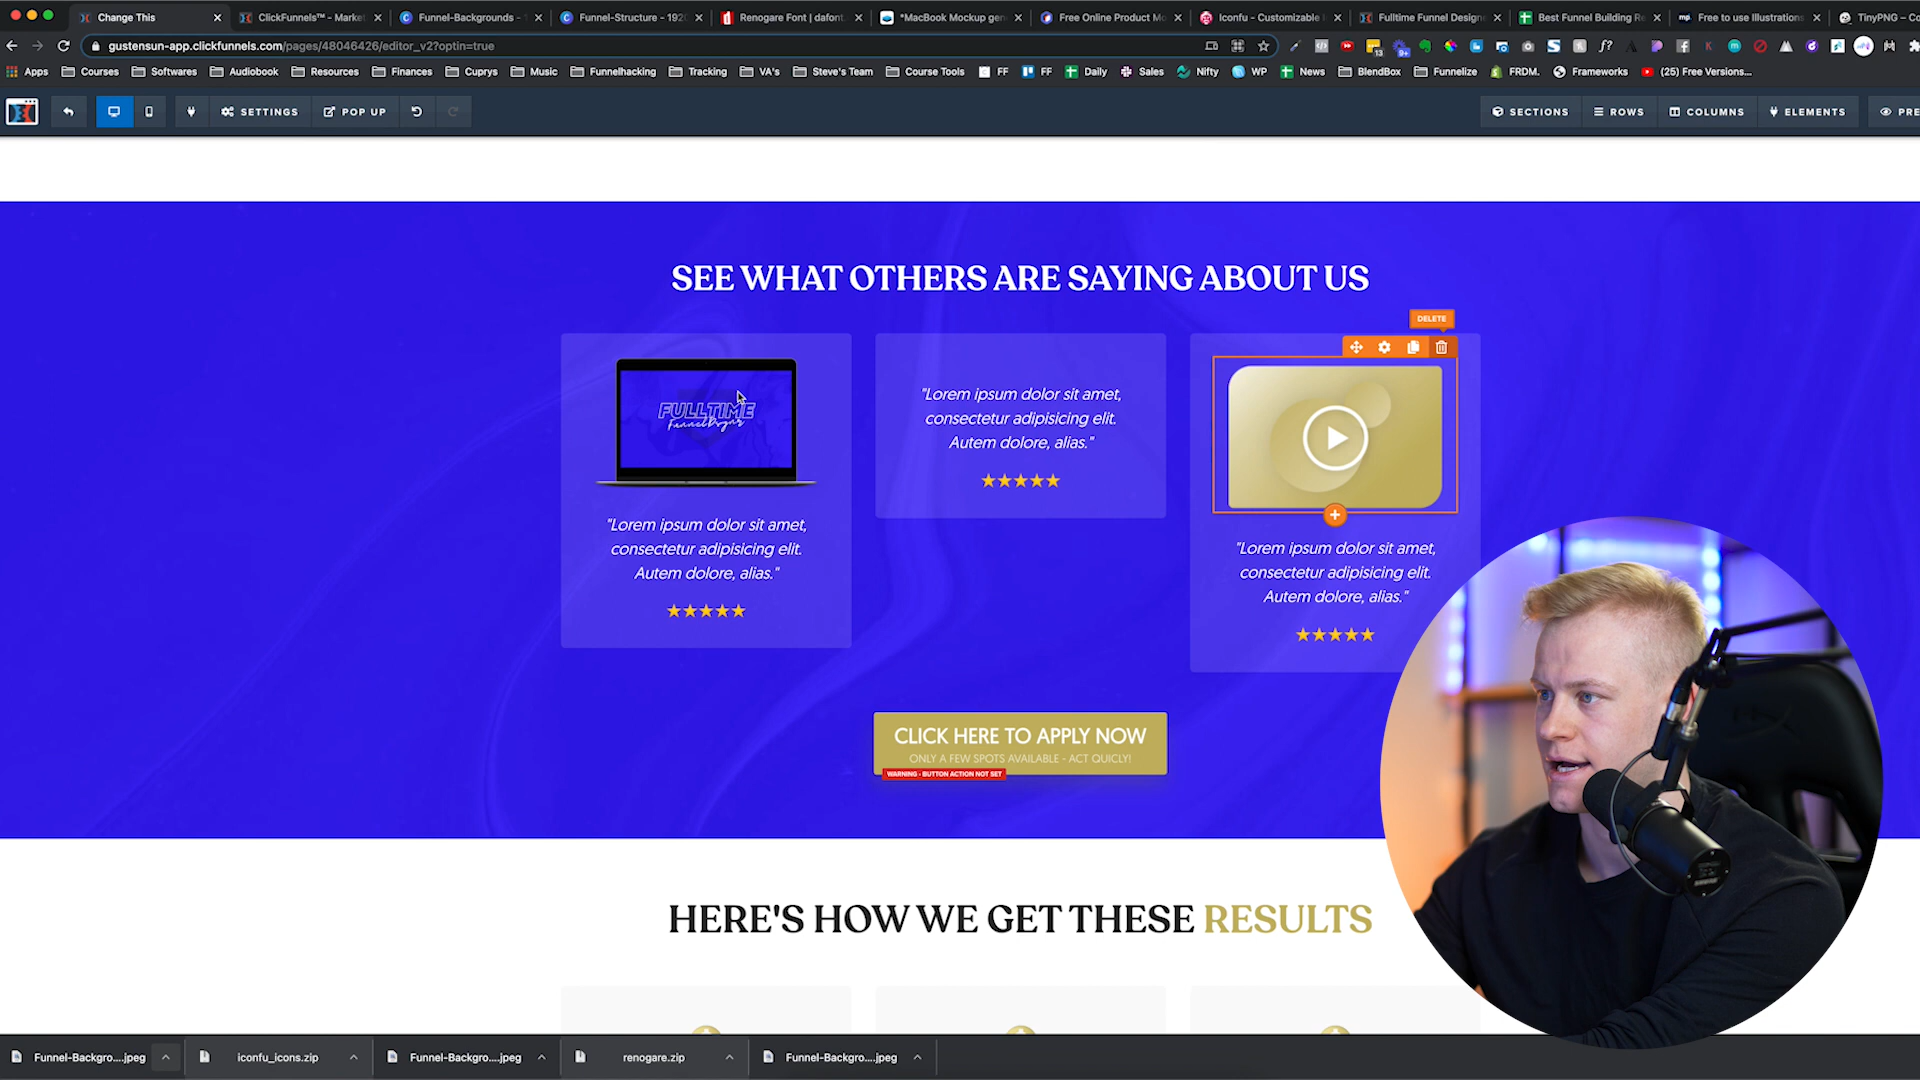 Change This
ClickFunnels™ - Market
Funnel-Backgrounds - 1
Funnel-Structure - 192
Renogare Font | dafont
*MacBook Mockup gen
Free Online Product Mo
Iconfu - Customizable
Fulltime Funnel Designe
Best Funnel Building Re
Free to use Illustrations
TinyPNG – Co
gustensun-app.clickfunnels.com/pages/48046426/editor_v2?optin=true
Apps
Courses
Softwares
Audiobook
Resources
Finances
Cuprys
Music
Funnelhacking
Tracking
VA's
Steve's Team
Course Tools
FF
FF
Daily
Sales
Nifty
WP
News
BlendBox
Funnelize
FRDM.
Frameworks
(25) Free Versions...
SETTINGS
POP UP
SECTIONS
ROWS
COLUMNS
ELEMENTS
PRE
SEE WHAT OTHERS ARE SAYING ABOUT US
DELETE
FULLTIME
"Lorem ipsum dolor sit amet,
consectetur adipisicing elit.
Autem dolore, alias."
"Lorem ipsum dolor sit amet,
consectetur adipisicing elit.
Autem dolore, alias."
"Lorem ipsum dolor sit amet,
consectetur adipisicing elit.
Autem dolore, alias."
CLICK HERE TO APPLY NOW
ONLY A FEW SPOTS AVAILABLE - ACT QUICLY!
WARNING - BUTTON ACTION NOT SET
HERE'S HOW WE GET THESE RESULTS
Funnel-Backgro....jpeg
iconfu_icons.zip
Funnel-Backgro....jpeg
renogare.zip
Funnel-Backgro....jpeg